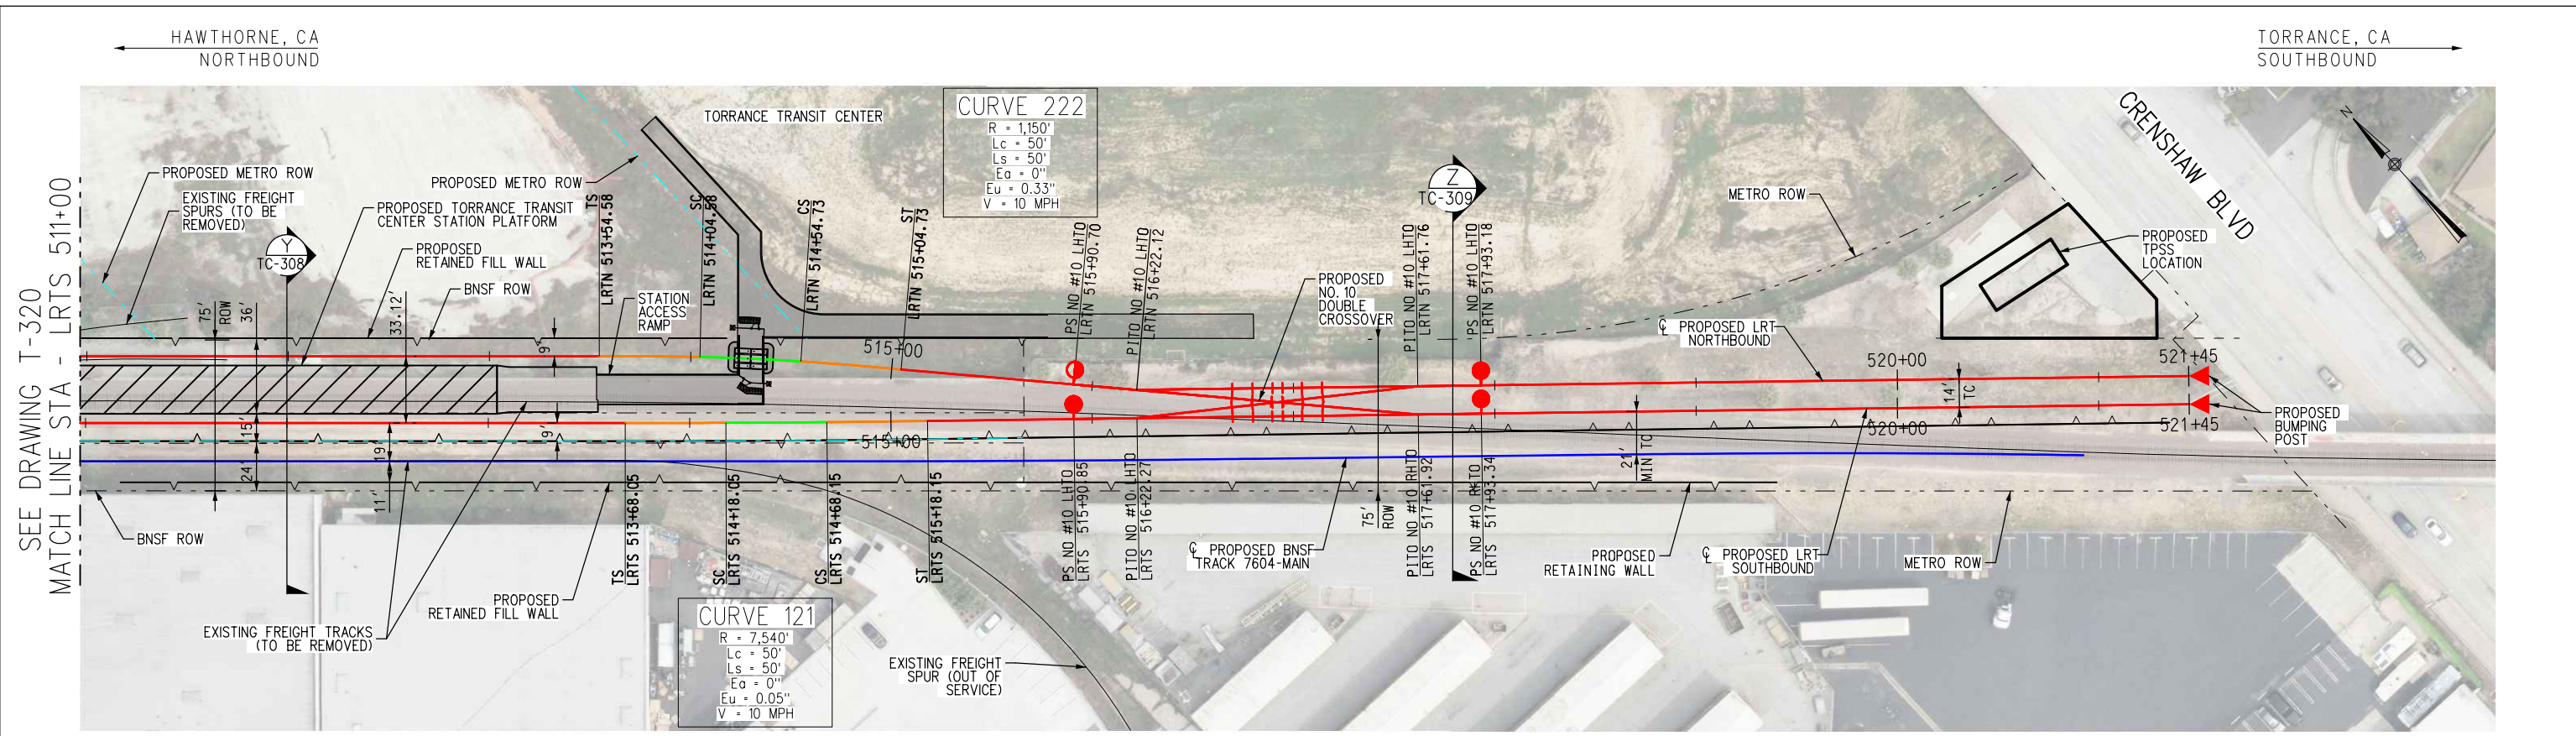 HAWTHORNE, CA
NORTHBOUND
TORRANCE, CA
SOUTHBOUND
SEE DRAWING T-320
MATCH LINE STA - LRTS 511+00
PROPOSED METRO ROW
EXISTING FREIGHT
SPURS (TO BE
REMOVED)
Y
TC-308
PROPOSED TORRANCE TRANSIT
CENTER STATION PLATFORM
PROPOSED
RETAINED FILL WALL
BNSF ROW
PROPOSED METRO ROW
TORRANCE TRANSIT CENTER
STATION
ACCESS
RAMP
TS
LRTN 513+54.58
SC
LRTN 514+04.58
CS
LRTN 514+54.73
ST
LRTN 515+04.73
CURVE 222
R = 1,150'
Lc = 50'
Ls = 50'
Ea = 0"
Eu = 0.33"
V = 10 MPH
PS NO #10 LHTO
LRTN 515+90.70
PITO NO #10 LHTO
LRTN 516+22.12
PROPOSED
NO. 10
DOUBLE
CROSSOVER
PITO NO #10 LHTO
LRTN 517+61.76
PS NO #10 LHTO
LRTN 517+93.18
Z
TC-309
METRO ROW
℄ PROPOSED LRT
NORTHBOUND
CRENSHAW BLVD
PROPOSED
TPSS
LOCATION
N
75'
ROW
36'
33.12'
9'
515+00
520+00
521+45
14'
TC
15'
19'
9'
24'
11'
515+00
520+00
521+45
PROPOSED
BUMPING
POST
21'
MIN TC
75'
ROW
BNSF ROW
EXISTING FREIGHT TRACKS
(TO BE REMOVED)
PROPOSED
RETAINED FILL WALL
TS
LRTS 513+68.05
SC
LRTS 514+18.05
CS
LRTS 514+68.15
ST
LRTS 515+18.15
CURVE 121
R = 7,540'
Lc = 50'
Ls = 50'
Ea = 0"
Eu = 0.05"
V = 10 MPH
EXISTING FREIGHT
SPUR (OUT OF
SERVICE)
PS NO #10 LHTO
LRTS 515+90.85
PITO NO #10 LHTO
LRTS 516+22.27
℄ PROPOSED BNSF
TRACK 7604-MAIN
PITO NO #10 RHTO
LRTS 517+61.92
PS NO #10 RHTO
LRTS 517+93.34
PROPOSED
RETAINING WALL
℄ PROPOSED LRT
SOUTHBOUND
METRO ROW